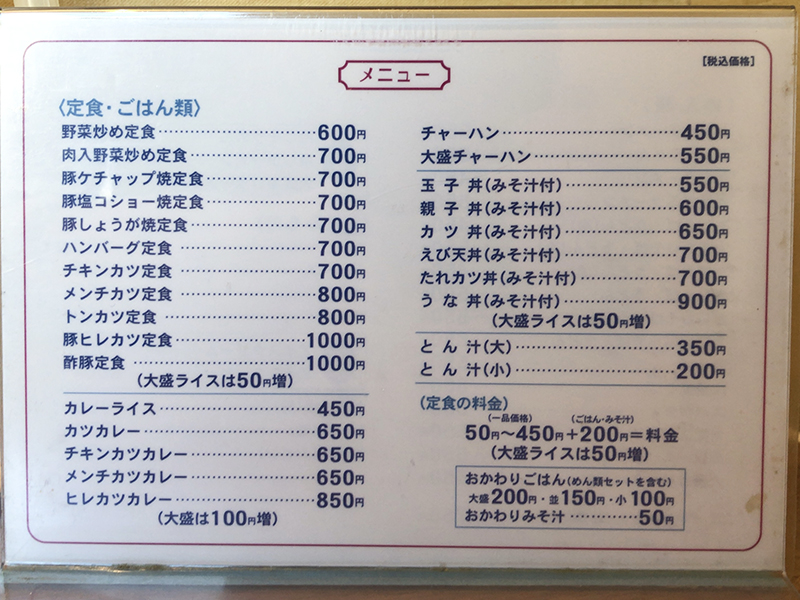 メニュー
[税込価格]
〈定食・ごはん類〉
野菜炒め定食……………………600円
肉入野菜炒め定食………………700円
豚ケチャップ焼定食……………700円
豚塩コショー焼定食……………700円
豚しょうが焼定食………………700円
ハンバーグ定食…………………700円
チキンカツ定食…………………700円
メンチカツ定食…………………800円
トンカツ定食……………………800円
豚ヒレカツ定食…………………1000円
酢豚定食…………………………1000円
(大盛ライスは50円増)
カレーライス……………………450円
カツカレー………………………650円
チキンカツカレー………………650円
メンチカツカレー………………650円
ヒレカツカレー…………………850円
(大盛は100円増)
チャーハン………………………450円
大盛チャーハン…………………550円
玉子丼(みそ汁付)………………550円
親子丼(みそ汁付)………………600円
カツ丼(みそ汁付)………………650円
えび天丼(みそ汁付)……………700円
たれカツ丼(みそ汁付)…………700円
うな丼(みそ汁付)………………900円
(大盛ライスは50円増)
とん汁(大)………………………350円
とん汁(小)………………………200円
(定食の料金)
(一品価格) (ごはん・みそ汁)
50円〜450円+200円=料金
(大盛ライスは50円増)
おかわりごはん(めん類セットを含む)
大盛200円・並150円・小100円
おかわりみそ汁…………50円